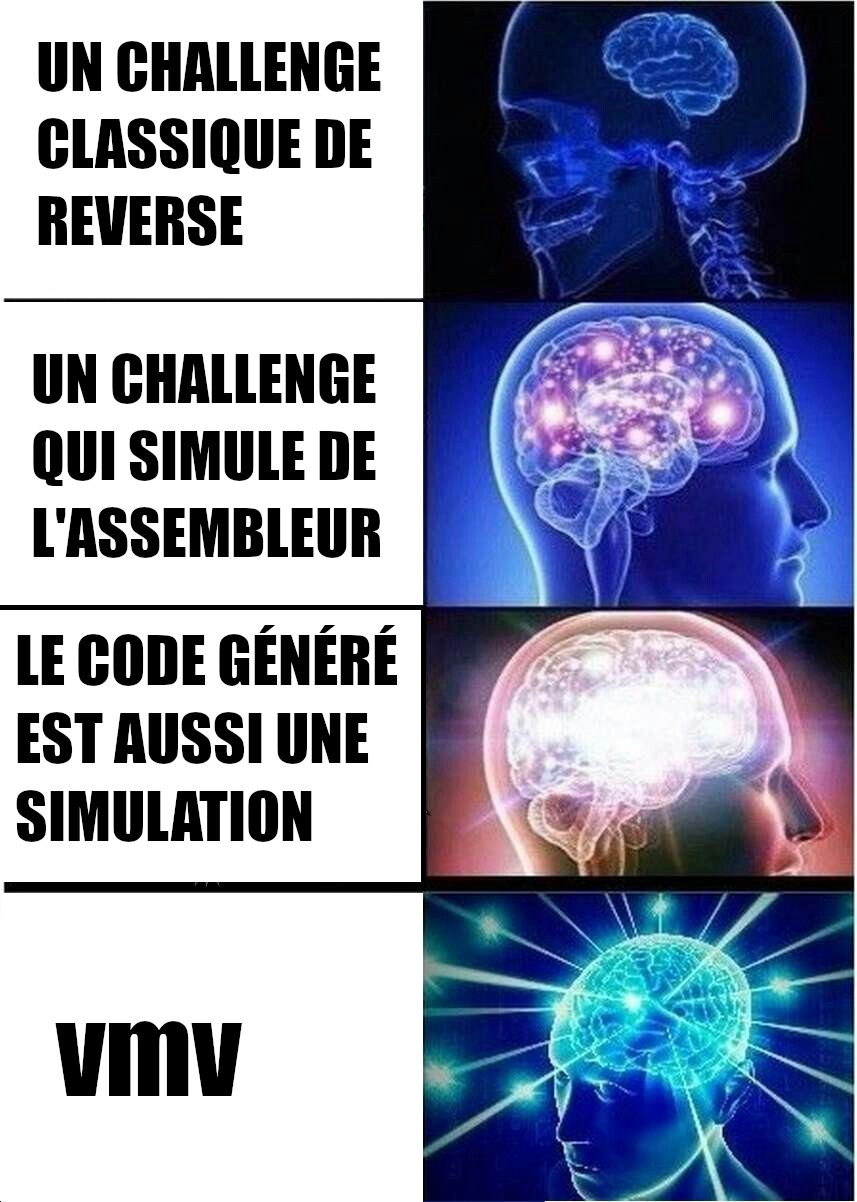 UN CHALLENGE
CLASSIQUE DE
REVERSE
UN CHALLENGE
QUI SIMULE DE
L'ASSEMBLEUR
LE CODE GÉNÉRÉ
EST AUSSI UNE
SIMULATION
vmv